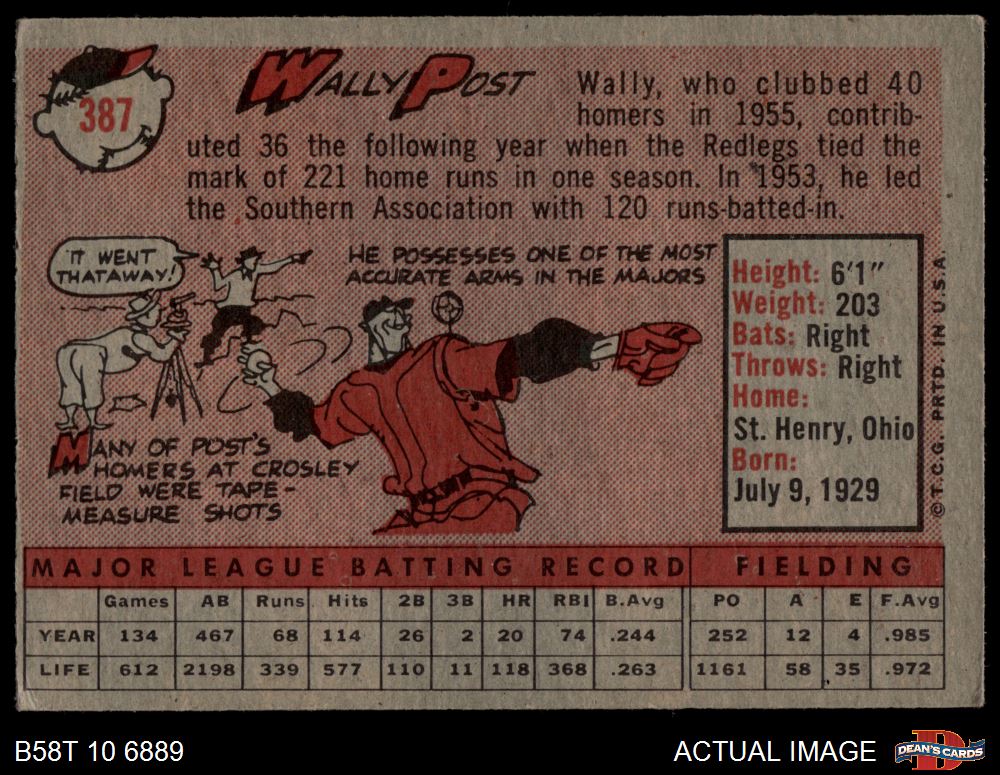 387
WALLY POST
Wally, who clubbed 40
homers in 1955, contrib-
uted 36 the following year when the Redlegs tied the
mark of 221 home runs in one season. In 1953, he led
the Southern Association with 120 runs-batted-in.
"IT WENT
THATAWAY!"
HE POSSESSES ONE OF THE MOST
ACCURATE ARMS IN THE MAJORS
MANY OF POST'S
HOMERS AT CROSLEY
FIELD WERE TAPE-
MEASURE SHOTS
Height: 6'1"
Weight: 203
Bats: Right
Throws: Right
Home:
St. Henry, Ohio
Born:
July 9, 1929
© T.C.G. PRTD. IN U.S.A.
MAJOR LEAGUE BATTING RECORD FIELDING
Games AB Runs Hits 2B 3B HR RBI B.Avg PO A E F.Avg
YEAR 134 467 68 114 26 2 20 74 .244 252 12 4 .985
LIFE 612 2198 339 577 110 11 118 368 .263 1161 58 35 .972
B58T 10 6889
ACTUAL IMAGE
DEAN'S CARDS